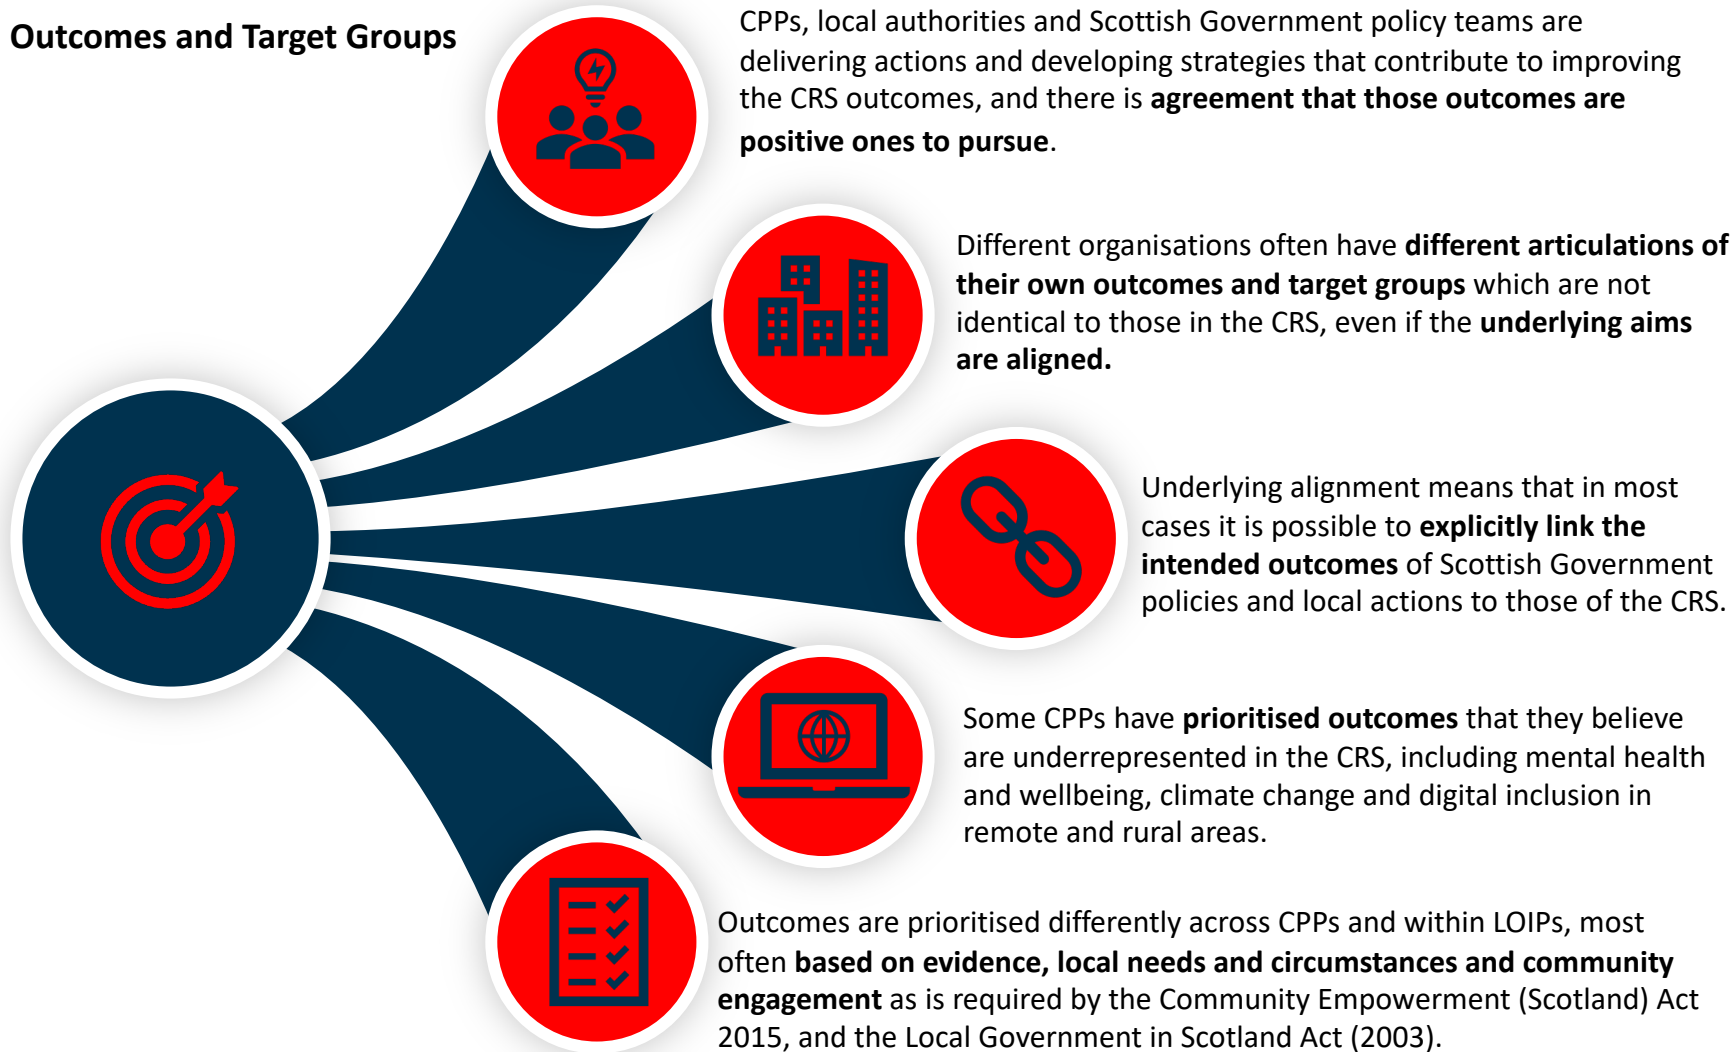 Outcomes and Target Groups
CPPs, local authorities and Scottish Government policy teams are
delivering actions and developing strategies that contribute to improving
the CRS outcomes, and there is agreement that those outcomes are
positive ones to pursue.
Different organisations often have different articulations of
their own outcomes and target groups which are not
identical to those in the CRS, even if the underlying aims
are aligned.
Underlying alignment means that in most
cases it is possible to explicitly link the
intended outcomes of Scottish Government
policies and local actions to those of the CRS.
Some CPPs have prioritised outcomes that they believe
are underrepresented in the CRS, including mental health
and wellbeing, climate change and digital inclusion in
remote and rural areas.
Outcomes are prioritised differently across CPPs and within LOIPs, most
often based on evidence, local needs and circumstances and community
engagement as is required by the Community Empowerment (Scotland) Act
2015, and the Local Government in Scotland Act (2003).